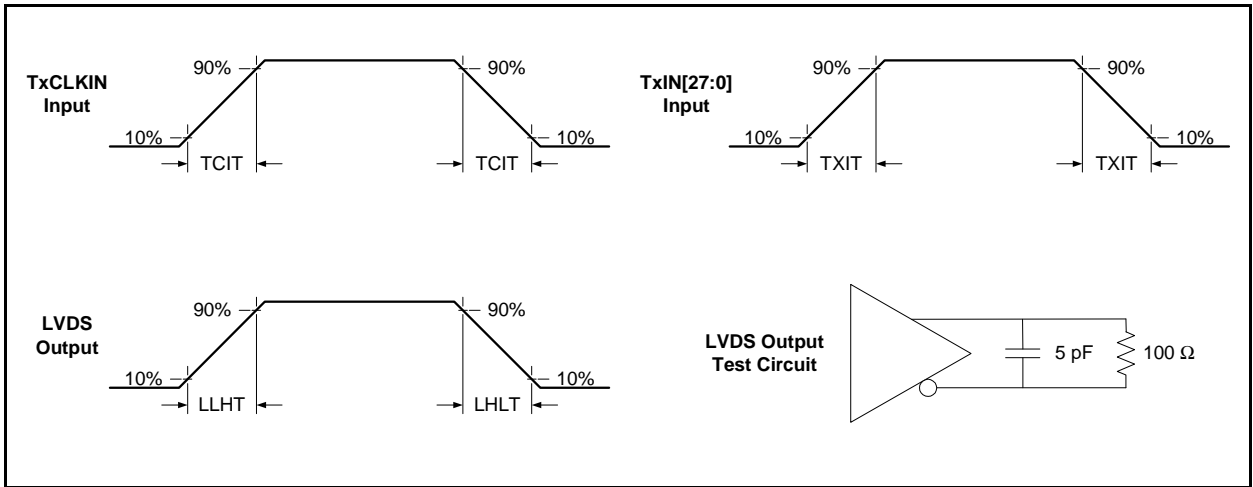 TxCLKIN
Input
90%
90%
10%
10%
TCIT
TCIT
TxIN[27:0]
Input
90%
90%
10%
10%
TXIT
TXIT
LVDS
Output
90%
90%
10%
10%
LLHT
LHLT
LVDS Output
Test Circuit
5 pF
100 Ω